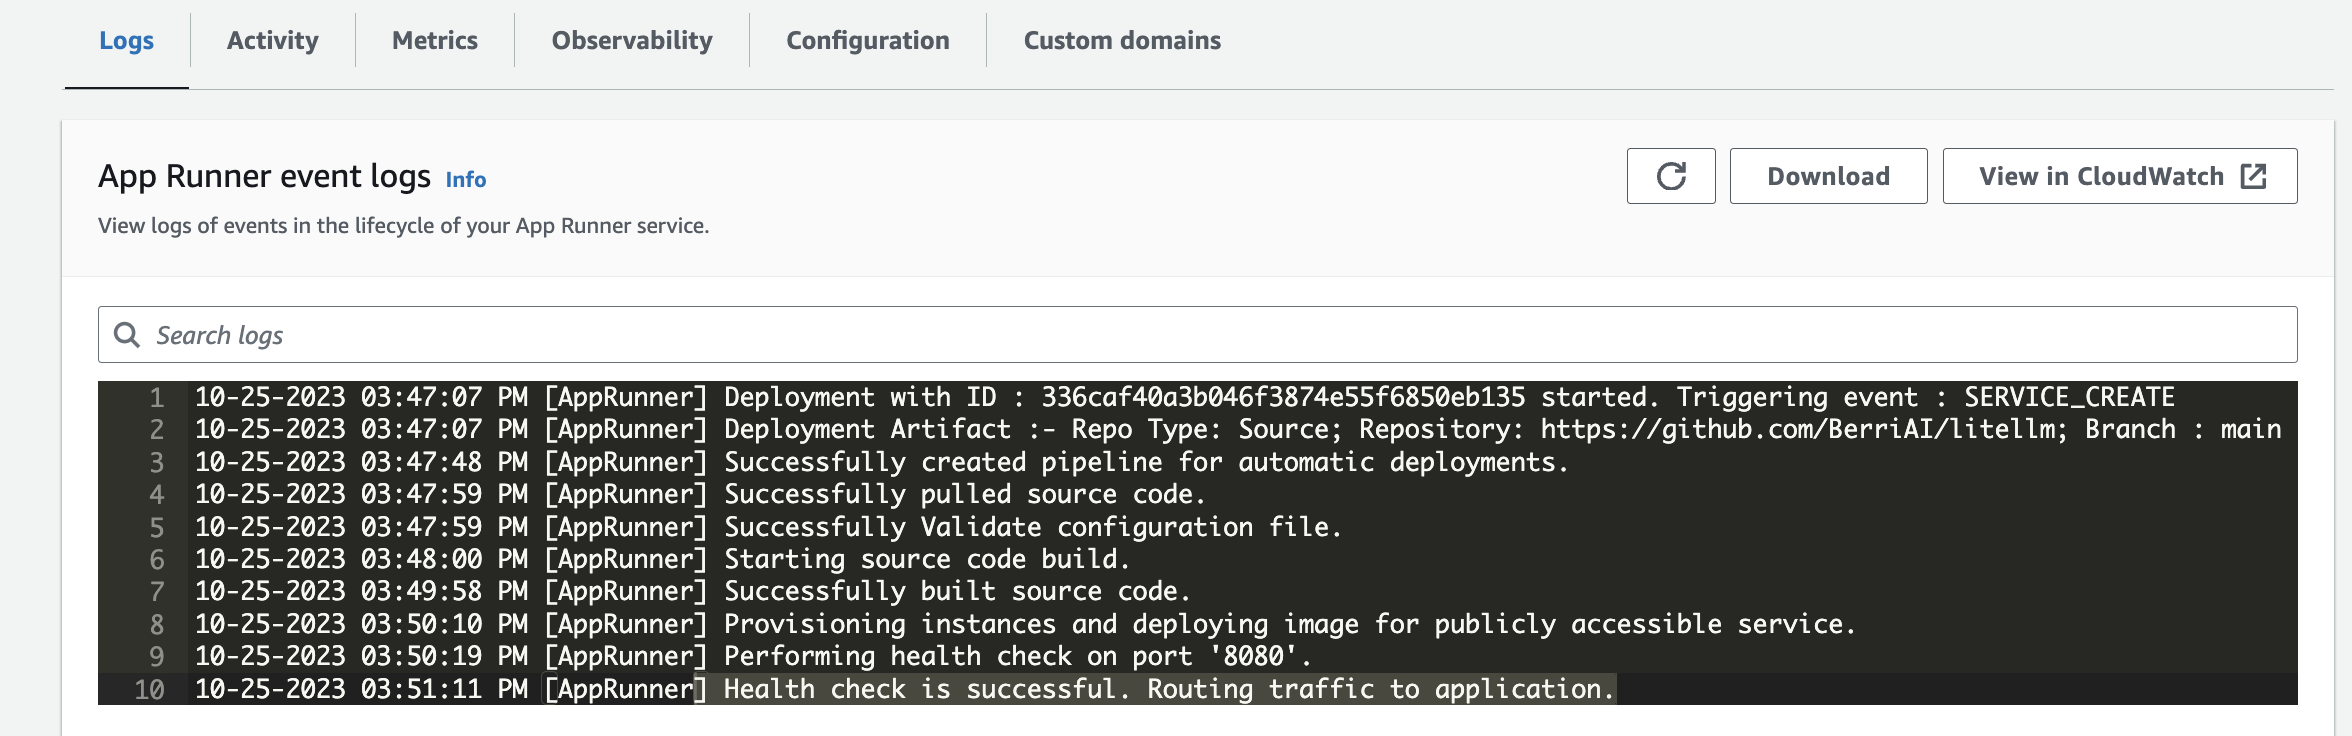 Logs Activity Metrics Observability Configuration Custom domains
App Runner event logs Info
Download
View in CloudWatch
View logs of events in the lifecycle of your App Runner service.
Search logs
1 10-25-2023 03:47:07 PM [AppRunner] Deployment with ID : 336caf40a3b046f3874e55f6850eb135 started. Triggering event : SERVICE_CREATE
2 10-25-2023 03:47:07 PM [AppRunner] Deployment Artifact :- Repo Type: Source; Repository: https://github.com/BerriAI/litellm; Branch : main
3 10-25-2023 03:47:48 PM [AppRunner] Successfully created pipeline for automatic deployments.
4 10-25-2023 03:47:59 PM [AppRunner] Successfully pulled source code.
5 10-25-2023 03:47:59 PM [AppRunner] Successfully Validate configuration file.
6 10-25-2023 03:48:00 PM [AppRunner] Starting source code build.
7 10-25-2023 03:49:58 PM [AppRunner] Successfully built source code.
8 10-25-2023 03:50:10 PM [AppRunner] Provisioning instances and deploying image for publicly accessible service.
9 10-25-2023 03:50:19 PM [AppRunner] Performing health check on port '8080'.
10 10-25-2023 03:51:11 PM [AppRunner] Health check is successful. Routing traffic to application.